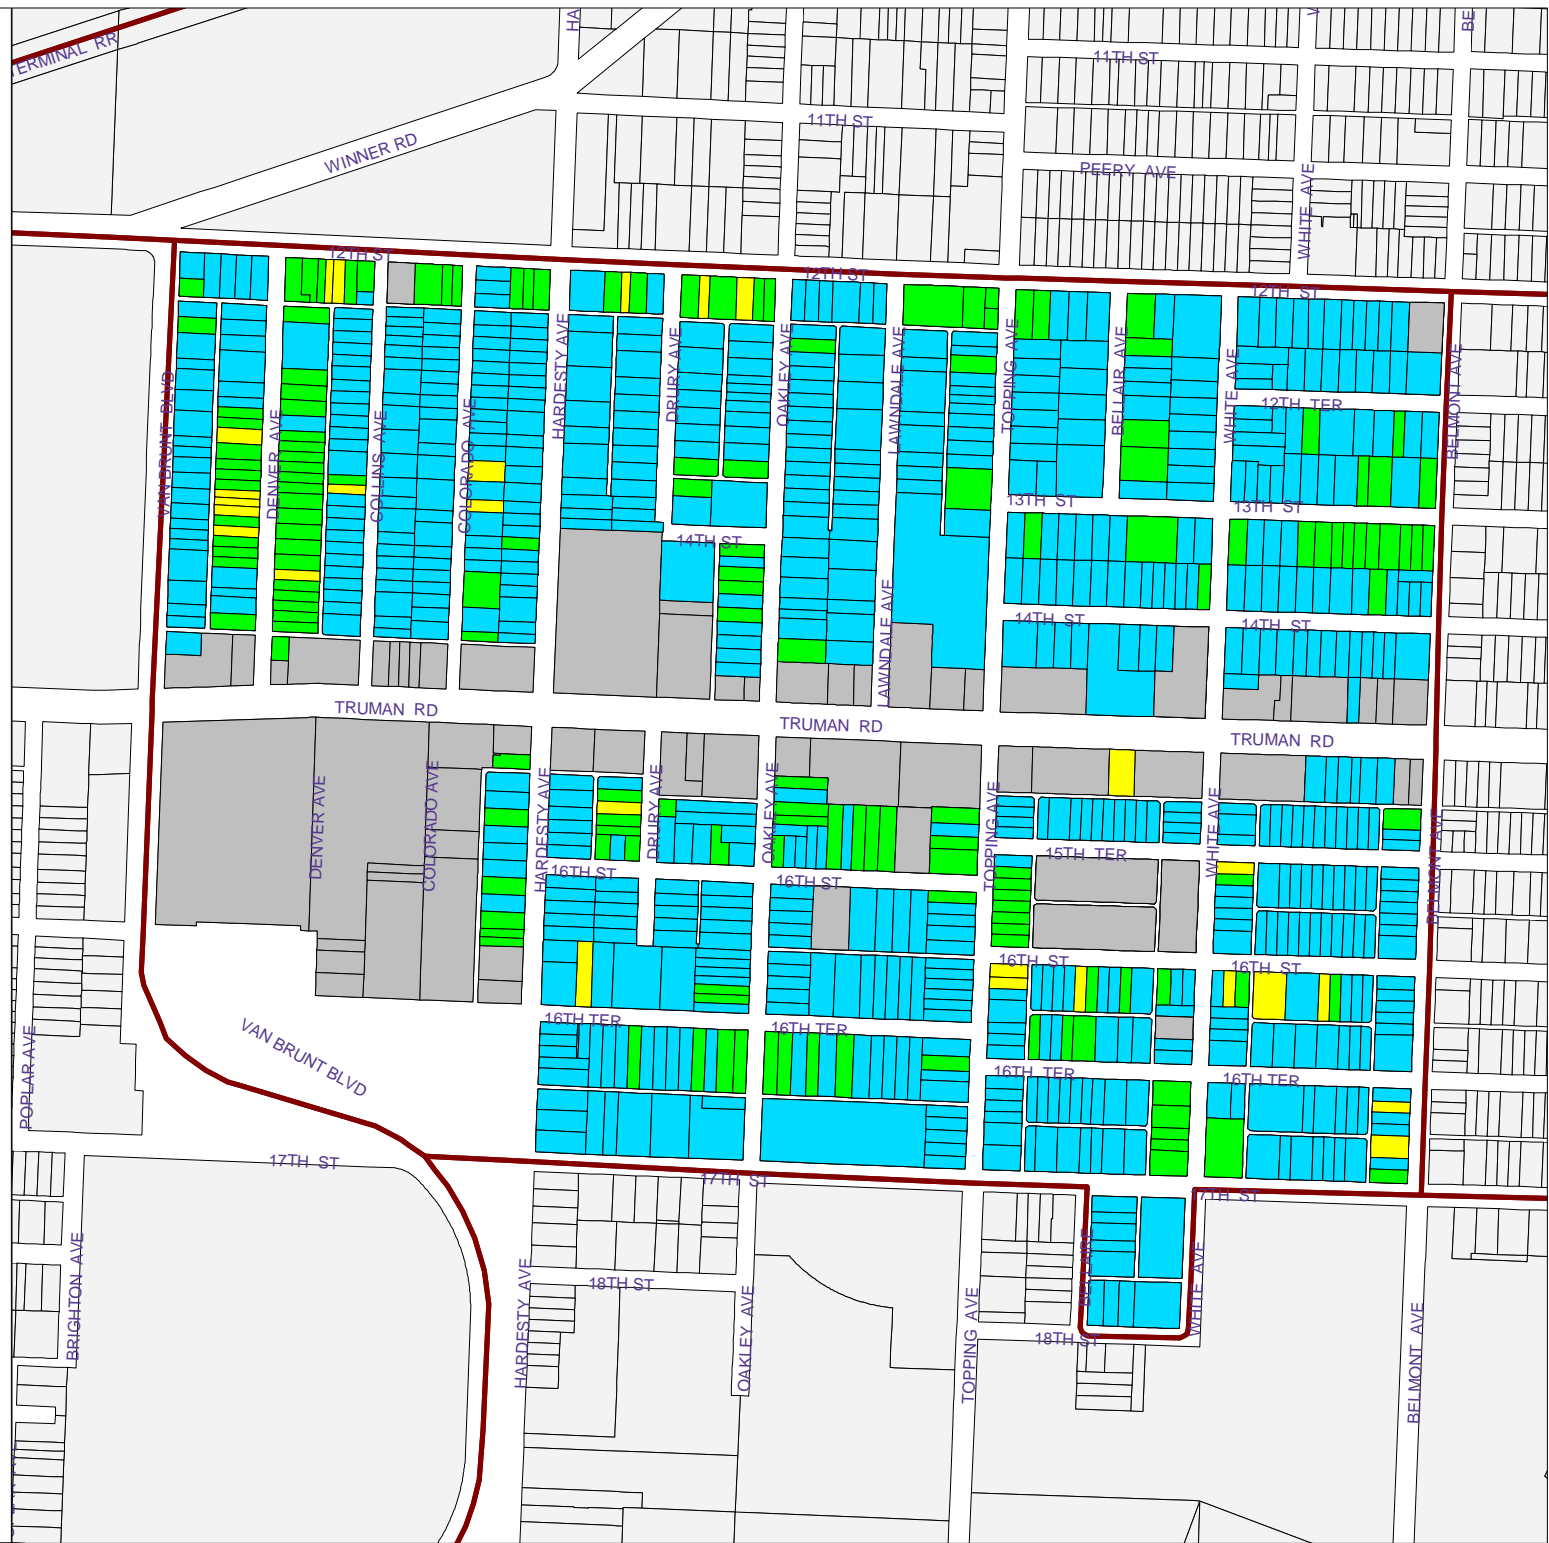 HA
BE
TERMINAL RR
11TH ST
11TH ST
WINNER RD
PEERY AVE
WHITE AVE
12TH ST
12TH ST
12TH ST
VAN BRUNT BLVD
DENVER AVE
COLLINS AVE
COLORADO AVE
HARDESTY AVE
DRURY AVE
OAKLEY AVE
LAWNDALE AVE
TOPPING AVE
BELLAIR AVE
WHITE AVE
BELMONT AVE
12TH TER
13TH ST
13TH ST
14TH ST
LAWNDALE AVE
14TH ST
14TH ST
TRUMAN RD
TRUMAN RD
TRUMAN RD
DENVER AVE
COLORADO AVE
HARDESTY AVE
DRURY AVE
OAKLEY AVE
TOPPING AVE
WHITE AVE
BELMONT AVE
15TH TER
16TH ST
16TH ST
16TH ST
16TH ST
16TH TER
16TH TER
16TH TER
16TH TER
VAN BRUNT BLVD
POPLAR AVE
17TH ST
17TH ST
17TH ST
BRIGHTON AVE
HARDESTY AVE
18TH ST
OAKLEY AVE
TOPPING AVE
BELLAIRE
WHITE AVE
18TH ST
BELMONT AVE